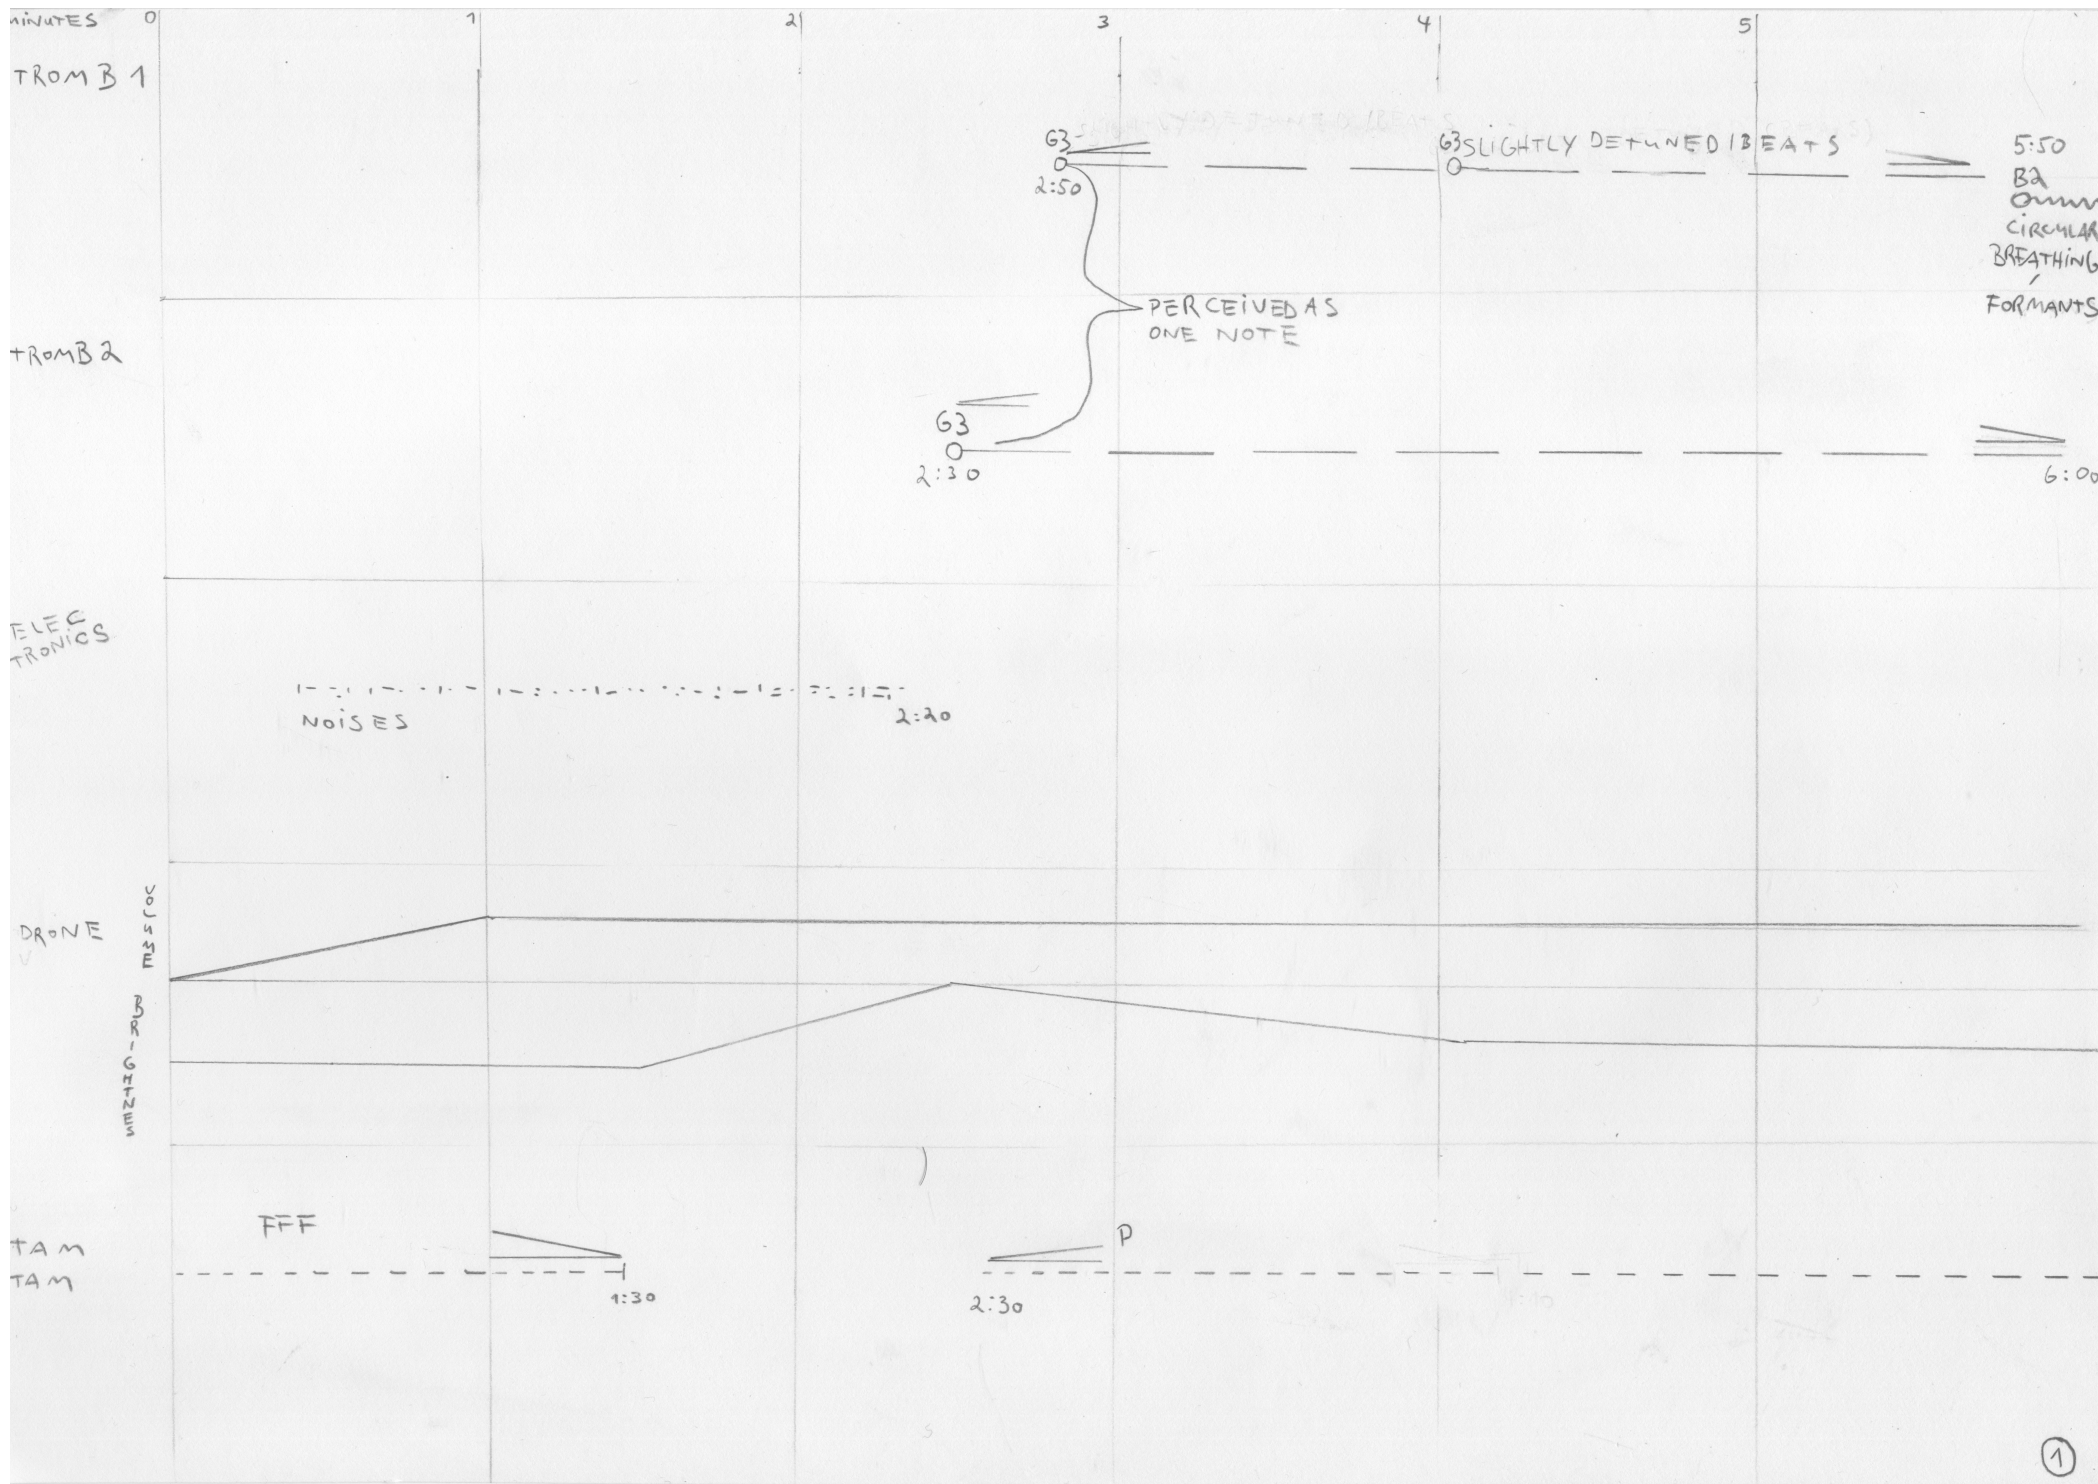 MINUTES 0 1 2 3 4 5
TROMB 1
G3
2:50
G3 SLIGHTLY DETUNED / BEATS
5:50
B2
CIRCULAR
BREATHING
/
FORMANTS
PERCEIVED AS
ONE NOTE
TROMB 2
G3
2:30
6:00
ELEC
TRONICS
NOISES
2:20
DRONE
VOLUME
BRIGHTNES
TAM
TAM
FFF
1:30
2:30
P
1